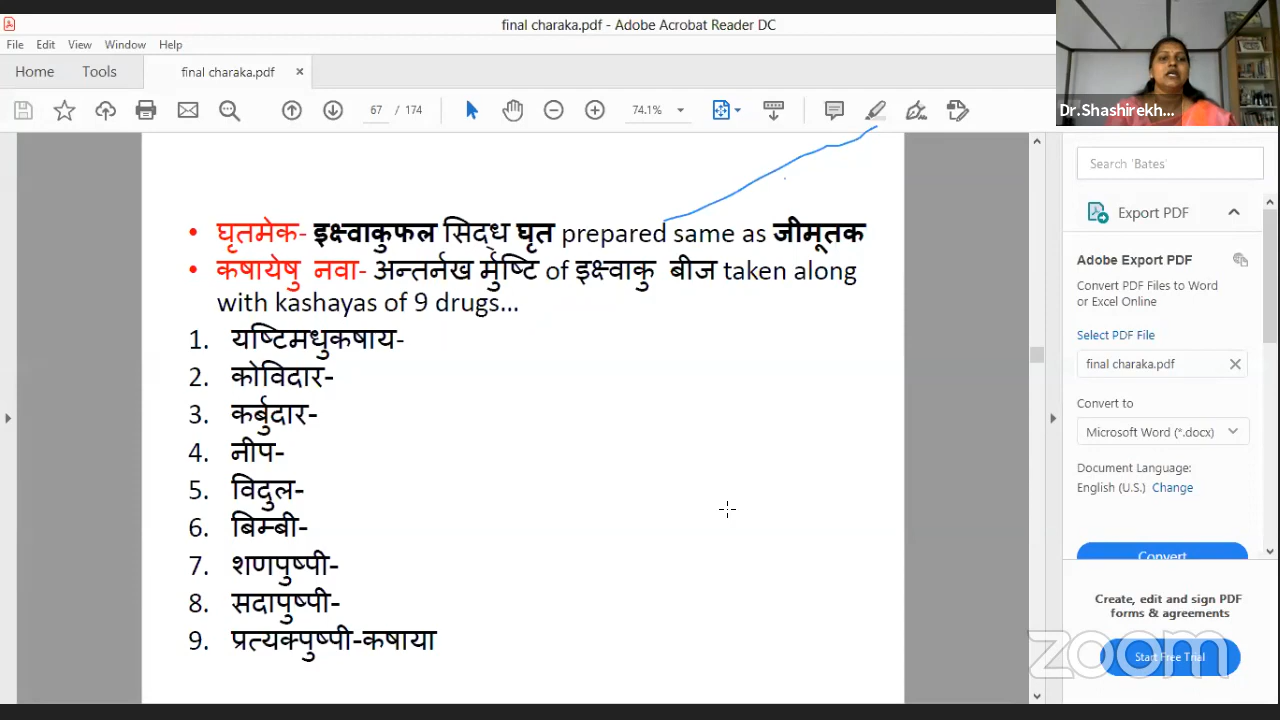 final charaka.pdf - Adobe Acrobat Reader DC
File Edit View Window Help
Home Tools final charaka.pdf ×
67 / 174 74.1%
Dr.Shashirekh...
Search 'Bates'
Export PDF
Adobe Export PDF
Convert PDF Files to Word
or Excel Online
Select PDF File
final charaka.pdf
Convert to
Microsoft Word (*.docx)
Document Language:
English (U.S.) Change
Convert
Create, edit and sign PDF
forms & agreements
Start Free Trial
zoom
• घृतमेक- इक्ष्वाकुफल सिद्ध घृत prepared same as जीमूतक
• कषायेषु नवा- अन्तर्नख र्मुष्टि of इक्ष्वाकु बीज taken along
with kashayas of 9 drugs...
1. यष्टिमधुकषाय-
2. कोविदार-
3. कर्बुदार-
4. नीप-
5. विदुल-
6. बिम्बी-
7. शणपुष्पी-
8. सदापुष्पी-
9. प्रत्यक्पुष्पी-कषाया